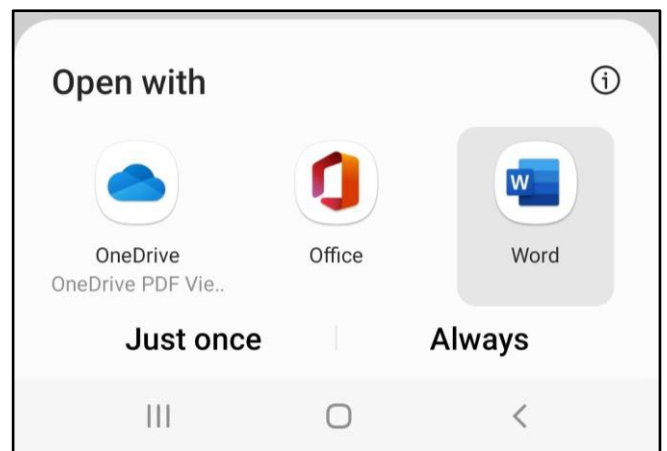 Open with
W
OneDrive
Office
Word
OneDrive PDF Vie..
Just once
Always